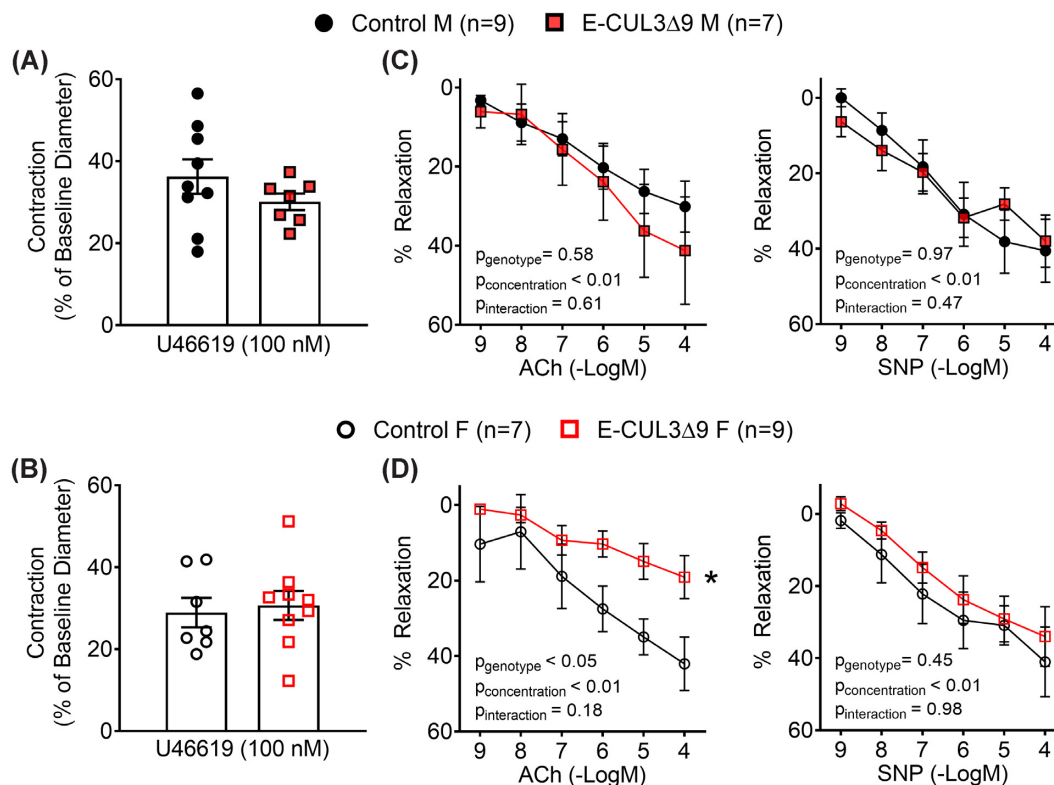 Control M (n=9) E-CUL3Δ9 M (n=7)
(A)
Contraction
(% of Baseline Diameter)
60
40
20
0
U46619 (100 nM)
(C)
% Relaxation
0
20
40
60
pgenotype= 0.58
pconcentration < 0.01
pinteraction = 0.61
9 8 7 6 5 4
ACh (-LogM)
% Relaxation
0
20
40
60
pgenotype= 0.97
pconcentration < 0.01
pinteraction = 0.47
9 8 7 6 5 4
SNP (-LogM)
Control F (n=7) E-CUL3Δ9 F (n=9)
(B)
Contraction
(% of Baseline Diameter)
60
40
20
0
U46619 (100 nM)
(D)
% Relaxation
0
20
40
60
*
pgenotype < 0.05
pconcentration < 0.01
pinteraction = 0.18
9 8 7 6 5 4
ACh (-LogM)
% Relaxation
0
20
40
60
pgenotype = 0.45
pconcentration < 0.01
pinteraction = 0.98
9 8 7 6 5 4
SNP (-LogM)